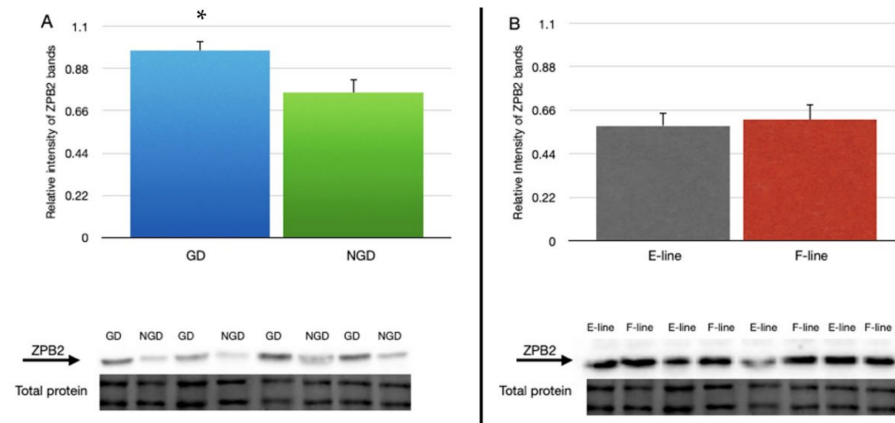 A
*
Relative intensity of ZPB2 bands
1.1
0.88
0.66
0.44
0.22
0
GD NGD
GD NGD GD NGD GD NGD GD NGD
ZPB2
Total protein
B
Relative Intensity of ZPB2 bands
1.1
0.88
0.66
0.44
0.22
0
E-line F-line
E-line F-line E-line F-line E-line F-line E-line F-line
ZPB2
Total protein